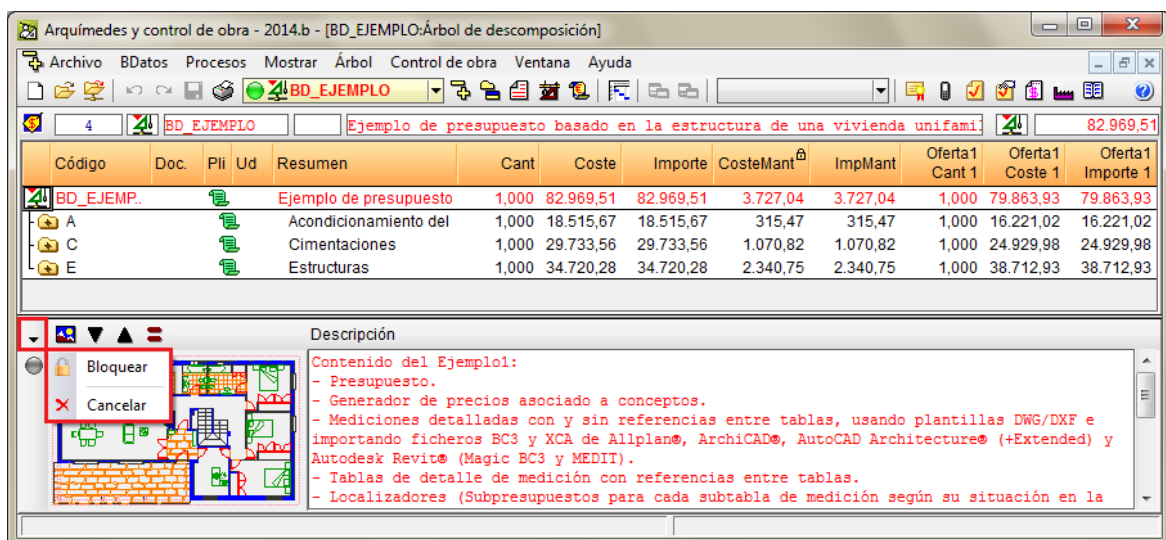 Arquímedes y control de obra - 2014.b - [BD_EJEMPLO:Árbol de descomposición]
Archivo BDatos Procesos Mostrar Árbol Control de obra Ventana Ayuda
BD_EJEMPLO
4 BD_EJEMPLO Ejemplo de presupuesto basado en la estructura de una vivienda unifami 82.969,51
Código Doc. Pli Ud Resumen Cant Coste Importe CosteMant ImpMant Oferta1 Cant 1 Oferta1 Coste 1 Oferta1 Importe 1
BD_EJEMP.. Ejemplo de presupuesto 1,000 82.969,51 82.969,51 3.727,04 3.727,04 1,000 79.863,93 79.863,93
A Acondicionamiento del 1,000 18.515,67 18.515,67 315,47 315,47 1,000 16.221,02 16.221,02
C Cimentaciones 1,000 29.733,56 29.733,56 1.070,82 1.070,82 1,000 24.929,98 24.929,98
E Estructuras 1,000 34.720,28 34.720,28 2.340,75 2.340,75 1,000 38.712,93 38.712,93
Descripción
Bloquear
Cancelar
Contenido del Ejemplo1:
- Presupuesto.
- Generador de precios asociado a conceptos.
- Mediciones detalladas con y sin referencias entre tablas, usando plantillas DWG/DXF e
importando ficheros BC3 y XCA de Allplan®, ArchiCAD®, AutoCAD Architecture® (+Extended) y
Autodesk Revit® (Magic BC3 y MEDIT).
- Tablas de detalle de medición con referencias entre tablas.
- Localizadores (Subpresupuestos para cada subtabla de medición según su situación en la